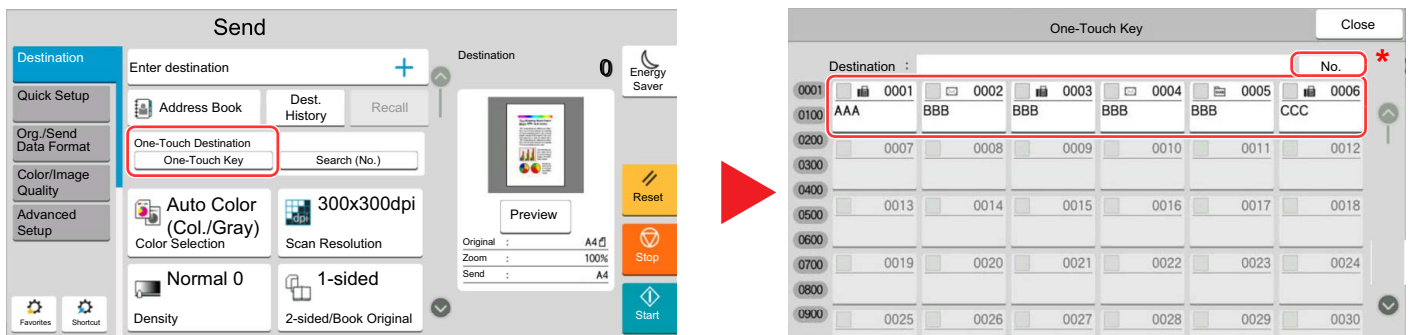 Send
Destination
Quick Setup
Org./Send
Data Format
Color/Image
Quality
Advanced
Setup
Favorites
Shortcut
Enter destination +
Address Book
Dest.
History
Recall
One-Touch Destination
One-Touch Key
Search (No.)
Auto Color
(Col./Gray)
Color Selection
dpi
300x300dpi
Scan Resolution
Normal 0
Density
1-sided
2-sided/Book Original
Destination 0
Preview
Original : A4
Zoom : 100%
Send : A4
Energy
Saver
Reset
Stop
Start
One-Touch Key
Close
Destination :
No. *
0001
0100
0200
0300
0400
0500
0600
0700
0800
0900
0001 0002 0003 0004 0005 0006
AAA BBB BBB BBB BBB CCC
0007 0008 0009 0010 0011 0012
0013 0014 0015 0016 0017 0018
0019 0020 0021 0022 0023 0024
0025 0026 0027 0028 0029 0030